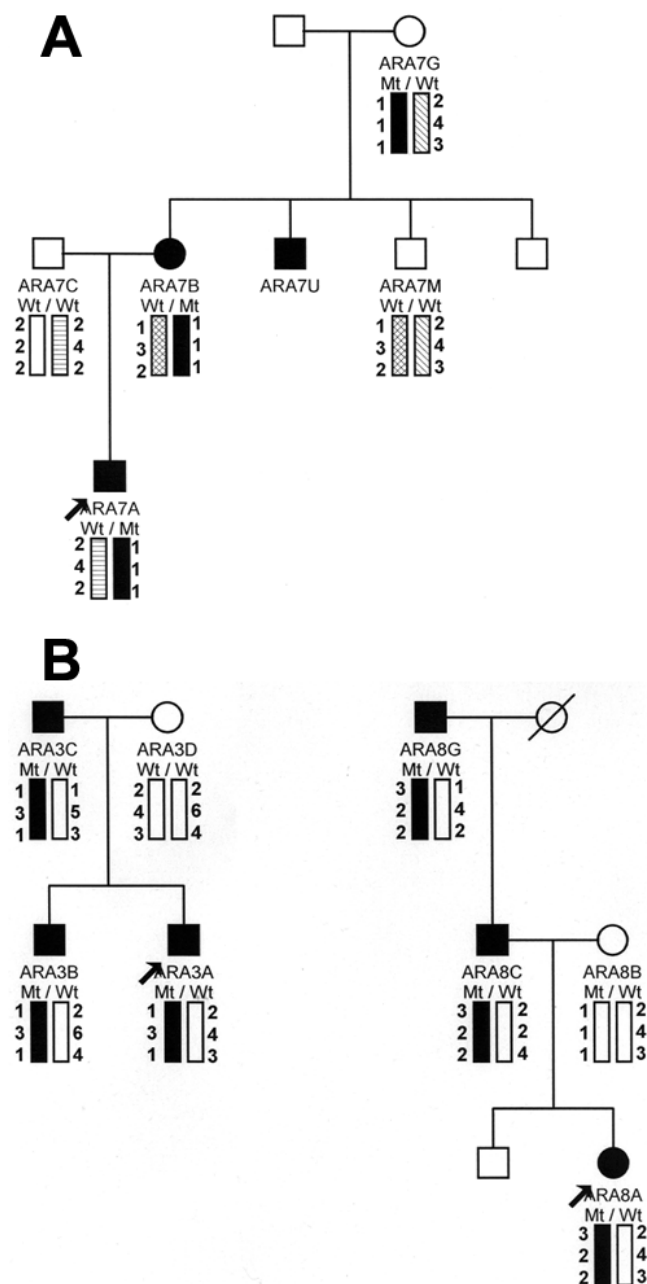 A
ARA7G
Mt / Wt
1 2
1 4
1 3
ARA7C ARA7B ARA7U ARA7M
Wt / Wt Wt / Mt Wt / Wt
2 2 1 1 1 2
2 4 3 1 3 4
2 2 2 1 2 3
ARA7A
Wt / Mt
2 1
4 1
2 1
B
ARA3C ARA3D ARA8G
Mt / Wt Wt / Wt Mt / Wt
1 1 2 2 3 1
3 5 4 6 2 4
1 3 3 4 2 2
ARA3B ARA3A ARA8C ARA8B
Mt / Wt Mt / Wt Mt / Wt Wt / Wt
1 2 1 2 3 2 1 2
3 6 3 4 2 2 1 4
1 4 1 3 2 4 1 3
ARA8A
Mt / Wt
3 2
2 4
2 3